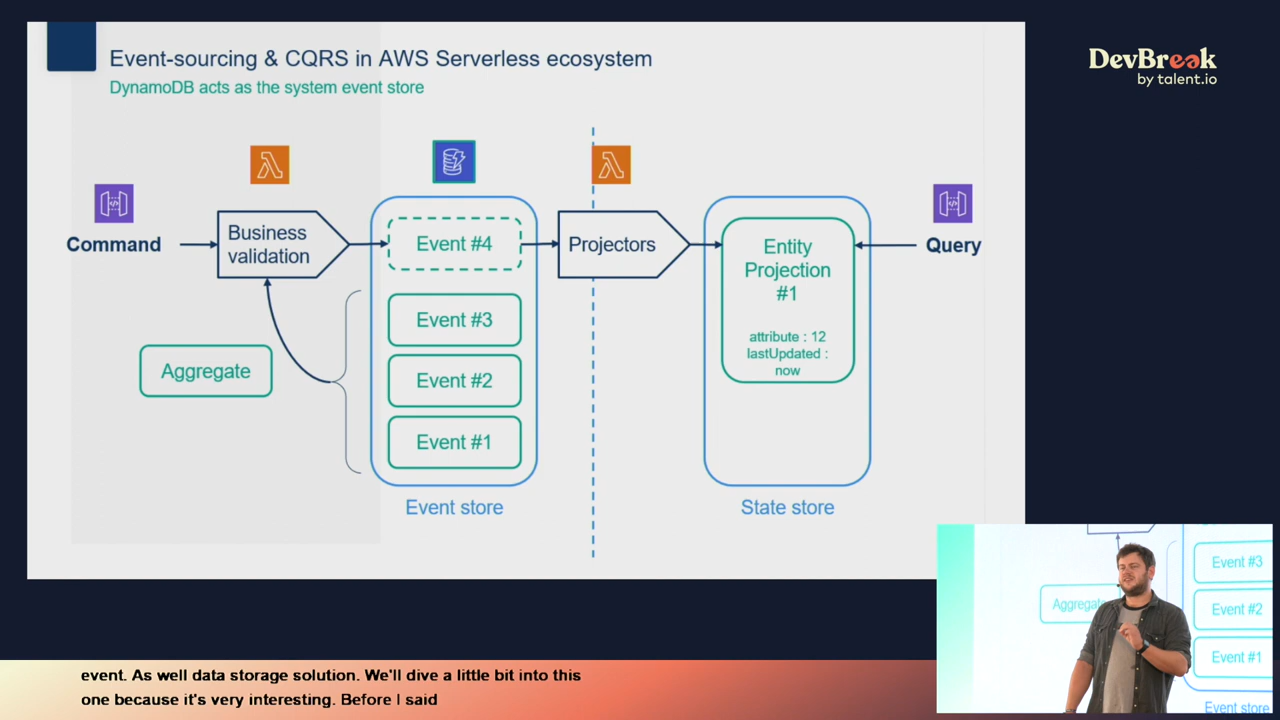 Event-sourcing & CQRS in AWS Serverless ecosystem
DynamoDB acts as the system event store
DevBreak
by talent.io
Command
Business
validation
Event #4
Projectors
Entity
Projection
#1
attribute : 12
lastUpdated :
now
Query
Event #3
Aggregate
Event #2
Event #1
Event store
State store
Event #3
Aggregate
Event #2
Event #1
Event store
event. As well data storage solution. We'll dive a little bit into this
one because it's very interesting. Before I said